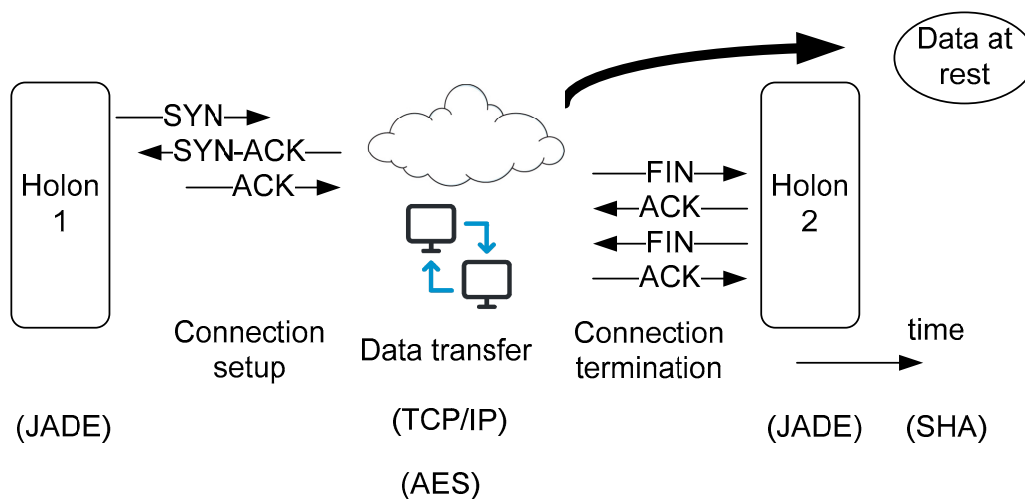 Data at
rest
SYN
SYN-ACK
ACK
Holon
1
FIN
ACK
FIN
ACK
Holon
2
Connection
setup
Data transfer
Connection
termination
time
(JADE)
(TCP/IP)
(JADE)
(SHA)
(AES)